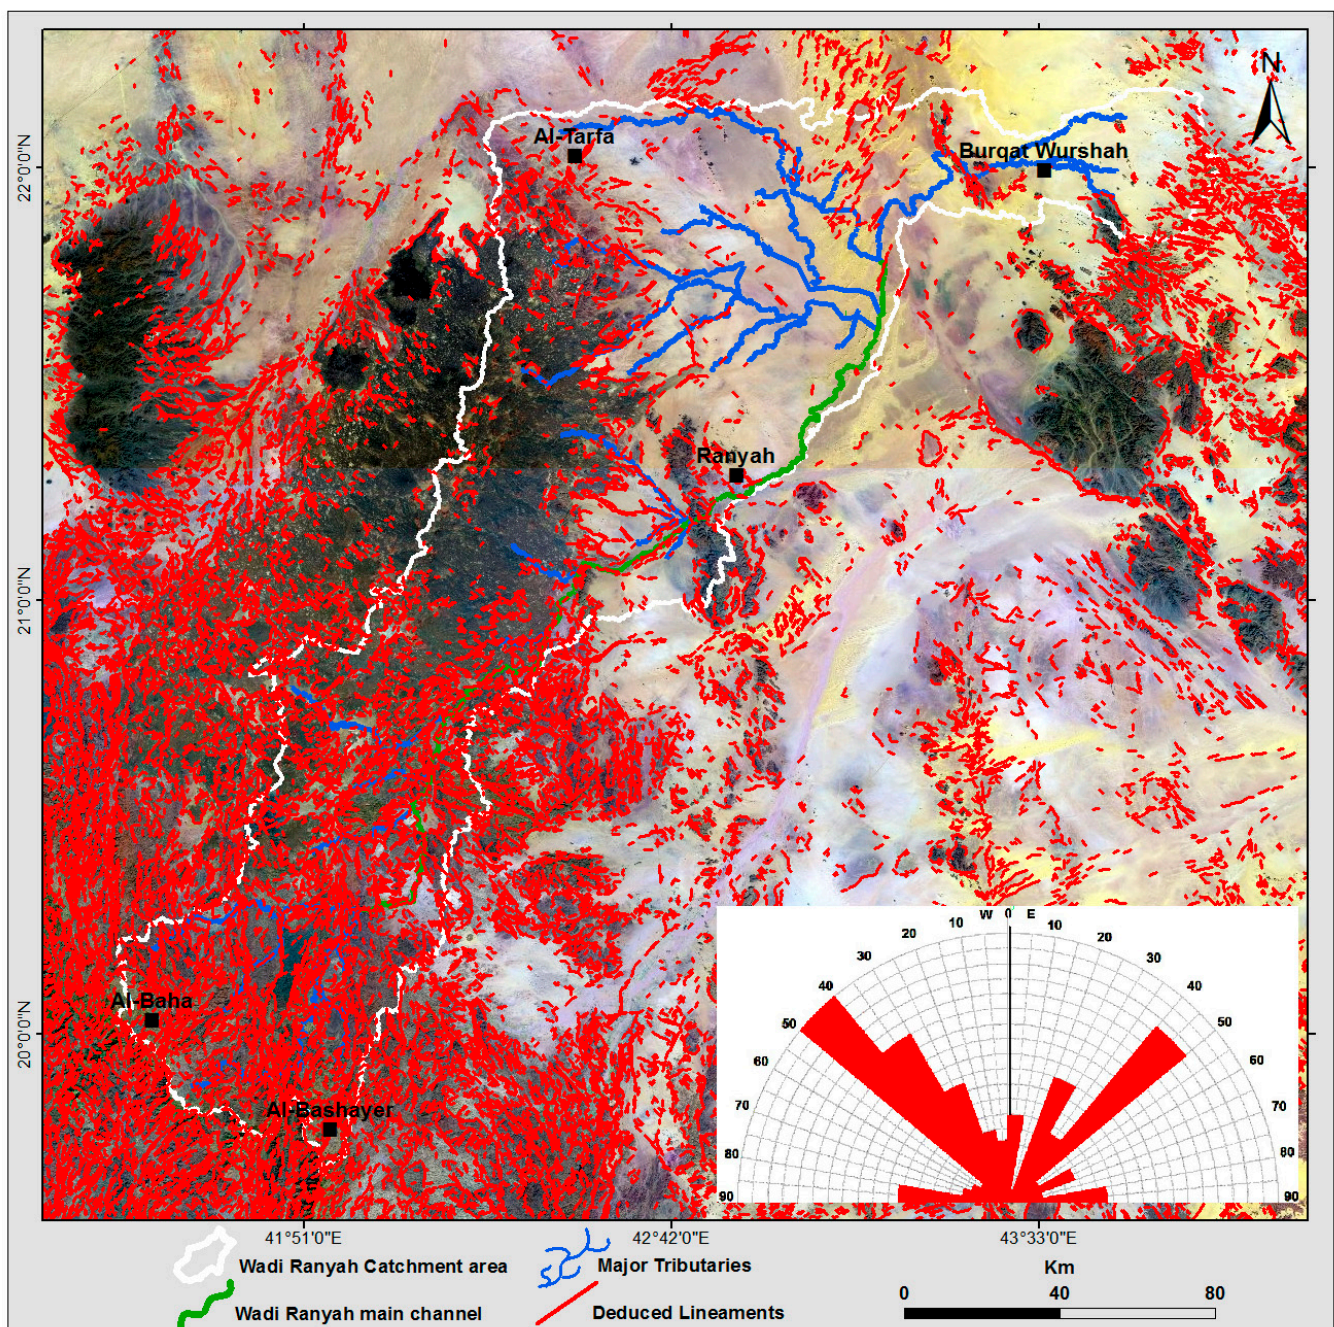 N
Al-Tarfa
Burqat Wurshah
22°0'0"N
Ranyah
21°0'0"N
W 0 E
10 10
20 20
30 30
40 40
50 50
60 60
70 70
80 80
90 90
Al-Baha
20°0'0"N
Al-Bashayer
41°51'0"E 42°42'0"E 43°33'0"E
Wadi Ranyah Catchment area Major Tributaries Km
Wadi Ranyah main channel Deduced Lineaments 0 40 80